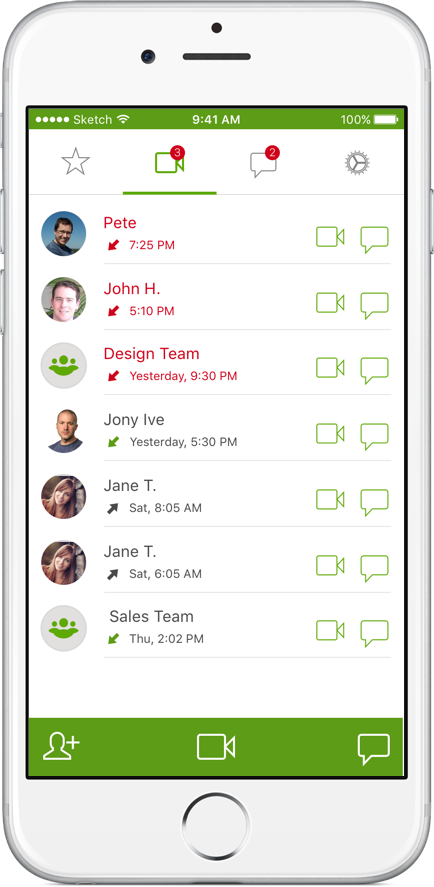 Sketch 9:41 AM 100%
3 2
Pete
7:25 PM
John H.
5:10 PM
Design Team
Yesterday, 9:30 PM
Jony Ive
Yesterday, 5:30 PM
Jane T.
Sat, 8:05 AM
Jane T.
Sat, 6:05 AM
Sales Team
Thu, 2:02 PM